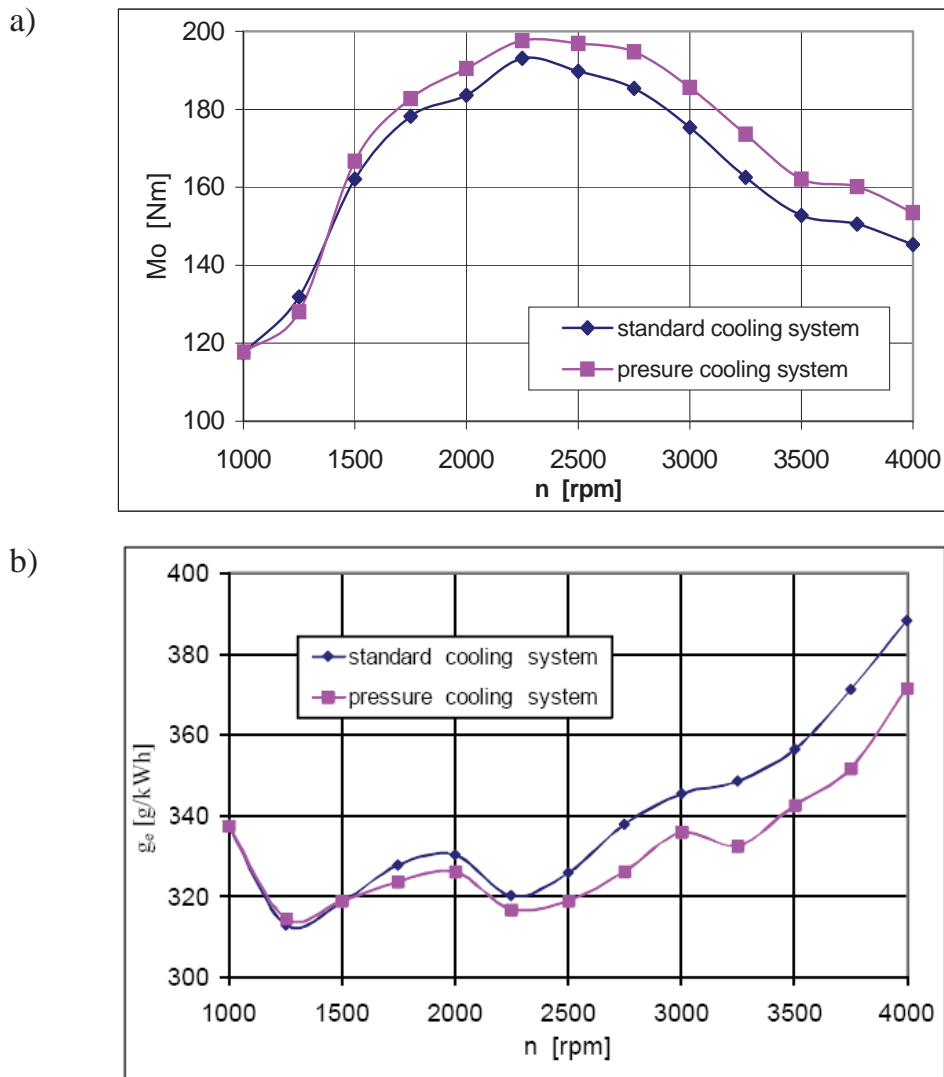 a)
200
180
160
140
120
100
Mo [Nm]
standard cooling system
presure cooling system
1000 1500 2000 2500 3000 3500 4000
n [rpm]
b)
400
380
360
340
320
300
gₑ [g/kWh]
standard cooling system
pressure cooling system
1000 1500 2000 2500 3000 3500 4000
n [rpm]